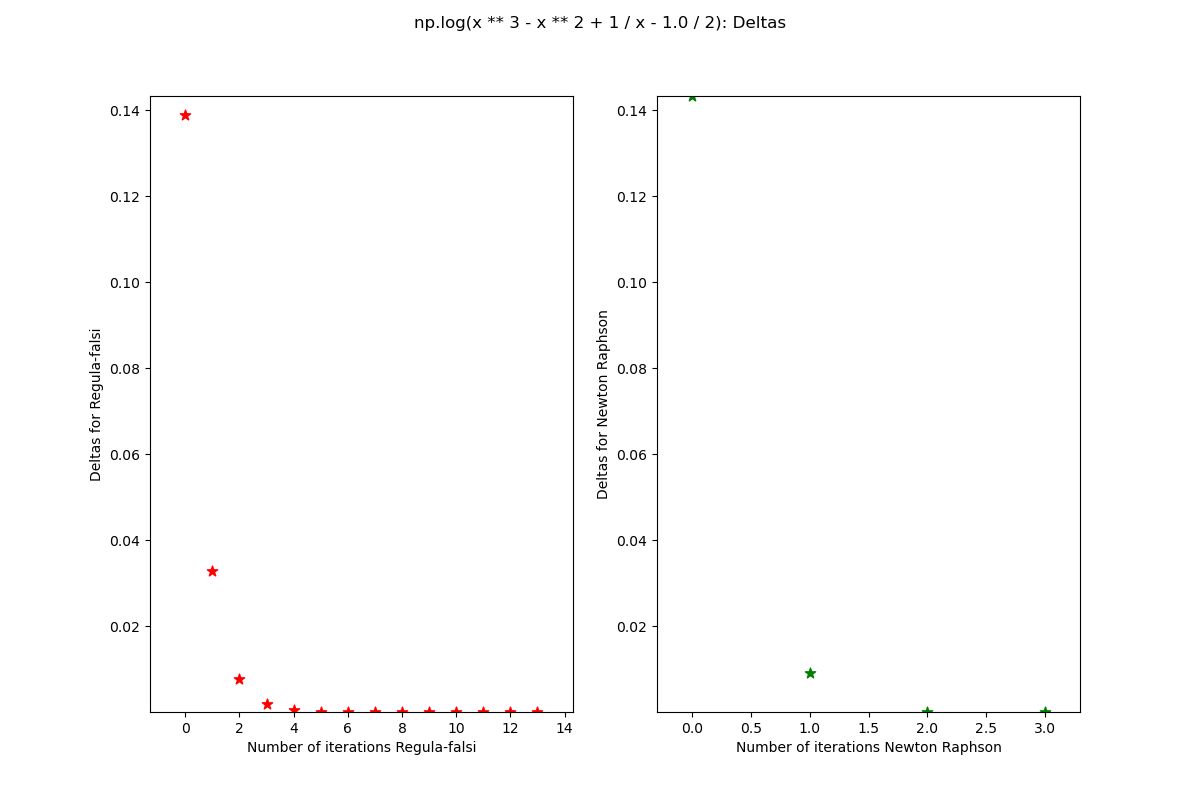 np.log(x ** 3 - x ** 2 + 1 / x - 1.0 / 2): Deltas
0.14
0.12
0.10
0.08
0.06
0.04
0.02
Deltas for Regula-falsi
0 2 4 6 8 10 12 14
Number of iterations Regula-falsi
0.14
0.12
0.10
0.08
0.06
0.04
0.02
Deltas for Newton Raphson
0.0 0.5 1.0 1.5 2.0 2.5 3.0
Number of iterations Newton Raphson